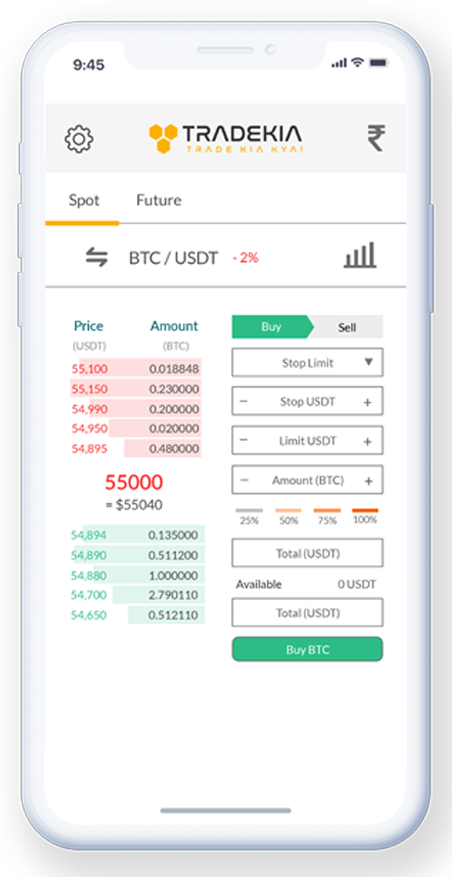 9:45
TRADEKIA
TRADE KIA KYA!
₹
Spot Future
BTC / USDT - 2%
Price Amount
(USDT) (BTC)
55,100 0.018848
55,150 0.230000
54,990 0.200000
54,950 0.020000
54,895 0.480000
55000
= $55040
54,894 0.135000
54,890 0.511200
54,880 1.000000
54,700 2.790110
54,650 0.512110
Buy Sell
Stop Limit ▼
− Stop USDT +
− Limit USDT +
− Amount (BTC) +
25% 50% 75% 100%
Total (USDT)
Available 0 USDT
Total (USDT)
Buy BTC